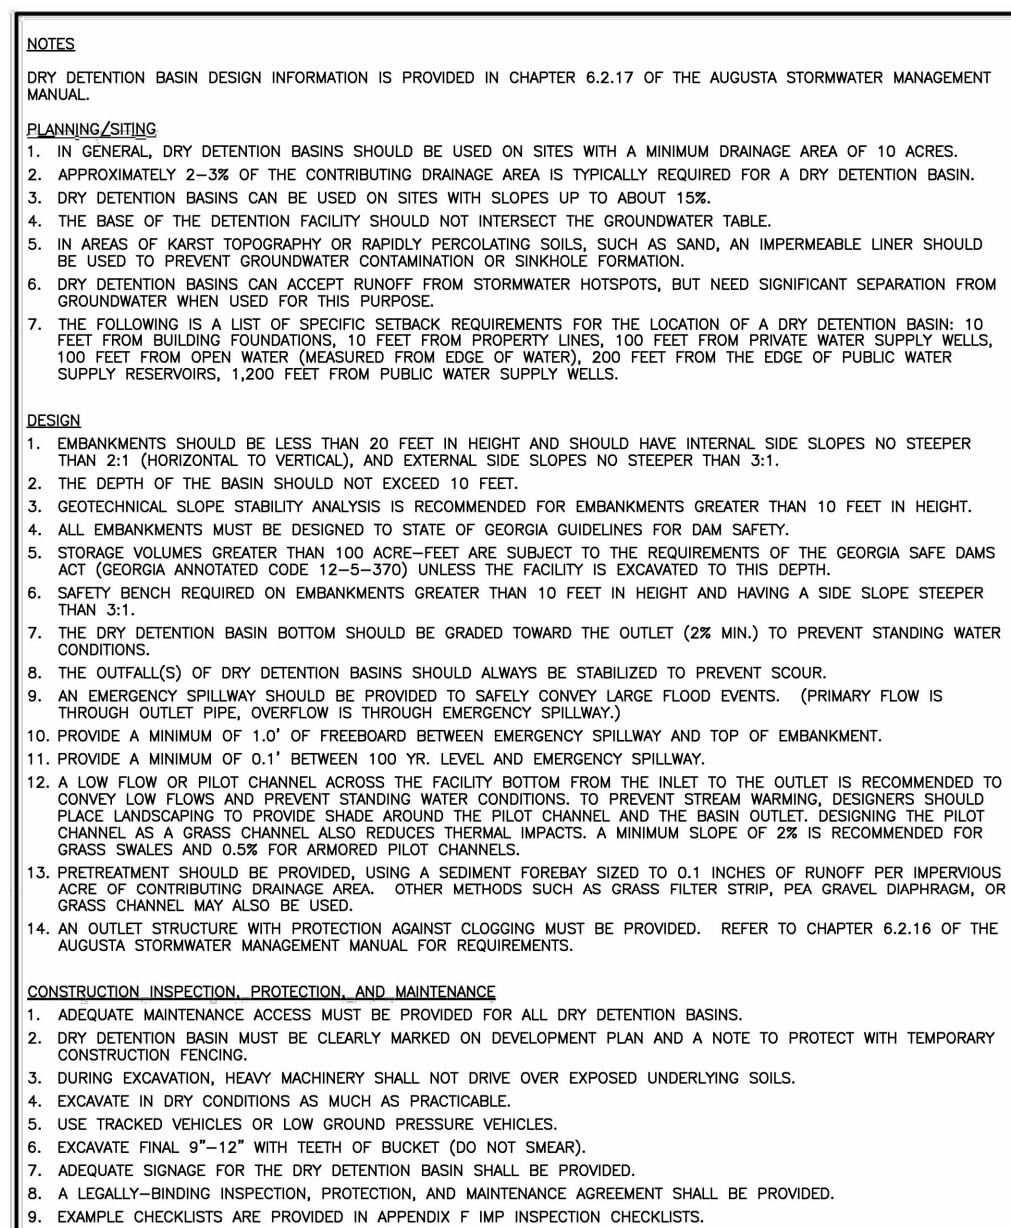 NOTES
DRY DETENTION BASIN DESIGN INFORMATION IS PROVIDED IN CHAPTER 6.2.17 OF THE AUGUSTA STORMWATER MANAGEMENT
MANUAL.
PLANNING/SITING
1. IN GENERAL, DRY DETENTION BASINS SHOULD BE USED ON SITES WITH A MINIMUM DRAINAGE AREA OF 10 ACRES.
2. APPROXIMATELY 2–3% OF THE CONTRIBUTING DRAINAGE AREA IS TYPICALLY REQUIRED FOR A DRY DETENTION BASIN.
3. DRY DETENTION BASINS CAN BE USED ON SITES WITH SLOPES UP TO ABOUT 15%.
4. THE BASE OF THE DETENTION FACILITY SHOULD NOT INTERSECT THE GROUNDWATER TABLE.
5. IN AREAS OF KARST TOPOGRAPHY OR RAPIDLY PERCOLATING SOILS, SUCH AS SAND, AN IMPERMEABLE LINER SHOULD
BE USED TO PREVENT GROUNDWATER CONTAMINATION OR SINKHOLE FORMATION.
6. DRY DETENTION BASINS CAN ACCEPT RUNOFF FROM STORMWATER HOTSPOTS, BUT NEED SIGNIFICANT SEPARATION FROM
GROUNDWATER WHEN USED FOR THIS PURPOSE.
7. THE FOLLOWING IS A LIST OF SPECIFIC SETBACK REQUIREMENTS FOR THE LOCATION OF A DRY DETENTION BASIN: 10
FEET FROM BUILDING FOUNDATIONS, 10 FEET FROM PROPERTY LINES, 100 FEET FROM PRIVATE WATER SUPPLY WELLS,
100 FEET FROM OPEN WATER (MEASURED FROM EDGE OF WATER), 200 FEET FROM THE EDGE OF PUBLIC WATER
SUPPLY RESERVOIRS, 1,200 FEET FROM PUBLIC WATER SUPPLY WELLS.
DESIGN
1. EMBANKMENTS SHOULD BE LESS THAN 20 FEET IN HEIGHT AND SHOULD HAVE INTERNAL SIDE SLOPES NO STEEPER
THAN 2:1 (HORIZONTAL TO VERTICAL), AND EXTERNAL SIDE SLOPES NO STEEPER THAN 3:1.
2. THE DEPTH OF THE BASIN SHOULD NOT EXCEED 10 FEET.
3. GEOTECHNICAL SLOPE STABILITY ANALYSIS IS RECOMMENDED FOR EMBANKMENTS GREATER THAN 10 FEET IN HEIGHT.
4. ALL EMBANKMENTS MUST BE DESIGNED TO STATE OF GEORGIA GUIDELINES FOR DAM SAFETY.
5. STORAGE VOLUMES GREATER THAN 100 ACRE–FEET ARE SUBJECT TO THE REQUIREMENTS OF THE GEORGIA SAFE DAMS
ACT (GEORGIA ANNOTATED CODE 12–5–370) UNLESS THE FACILITY IS EXCAVATED TO THIS DEPTH.
6. SAFETY BENCH REQUIRED ON EMBANKMENTS GREATER THAN 10 FEET IN HEIGHT AND HAVING A SIDE SLOPE STEEPER
THAN 3:1.
7. THE DRY DETENTION BASIN BOTTOM SHOULD BE GRADED TOWARD THE OUTLET (2% MIN.) TO PREVENT STANDING WATER
CONDITIONS.
8. THE OUTFALL(S) OF DRY DETENTION BASINS SHOULD ALWAYS BE STABILIZED TO PREVENT SCOUR.
9. AN EMERGENCY SPILLWAY SHOULD BE PROVIDED TO SAFELY CONVEY LARGE FLOOD EVENTS. (PRIMARY FLOW IS
THROUGH OUTLET PIPE, OVERFLOW IS THROUGH EMERGENCY SPILLWAY.)
10. PROVIDE A MINIMUM OF 1.0' OF FREEBOARD BETWEEN EMERGENCY SPILLWAY AND TOP OF EMBANKMENT.
11. PROVIDE A MINIMUM OF 0.1' BETWEEN 100 YR. LEVEL AND EMERGENCY SPILLWAY.
12. A LOW FLOW OR PILOT CHANNEL ACROSS THE FACILITY BOTTOM FROM THE INLET TO THE OUTLET IS RECOMMENDED TO
CONVEY LOW FLOWS AND PREVENT STANDING WATER CONDITIONS. TO PREVENT STREAM WARMING, DESIGNERS SHOULD
PLACE LANDSCAPING TO PROVIDE SHADE AROUND THE PILOT CHANNEL AND THE BASIN OUTLET. DESIGNING THE PILOT
CHANNEL AS A GRASS CHANNEL ALSO REDUCES THERMAL IMPACTS. A MINIMUM SLOPE OF 2% IS RECOMMENDED FOR
GRASS SWALES AND 0.5% FOR ARMORED PILOT CHANNELS.
13. PRETREATMENT SHOULD BE PROVIDED, USING A SEDIMENT FOREBAY SIZED TO 0.1 INCHES OF RUNOFF PER IMPERVIOUS
ACRE OF CONTRIBUTING DRAINAGE AREA. OTHER METHODS SUCH AS GRASS FILTER STRIP, PEA GRAVEL DIAPHRAGM, OR
GRASS CHANNEL MAY ALSO BE USED.
14. AN OUTLET STRUCTURE WITH PROTECTION AGAINST CLOGGING MUST BE PROVIDED. REFER TO CHAPTER 6.2.16 OF THE
AUGUSTA STORMWATER MANAGEMENT MANUAL FOR REQUIREMENTS.
CONSTRUCTION INSPECTION, PROTECTION, AND MAINTENANCE
1. ADEQUATE MAINTENANCE ACCESS MUST BE PROVIDED FOR ALL DRY DETENTION BASINS.
2. DRY DETENTION BASIN MUST BE CLEARLY MARKED ON DEVELOPMENT PLAN AND A NOTE TO PROTECT WITH TEMPORARY
CONSTRUCTION FENCING.
3. DURING EXCAVATION, HEAVY MACHINERY SHALL NOT DRIVE OVER EXPOSED UNDERLYING SOILS.
4. EXCAVATE IN DRY CONDITIONS AS MUCH AS PRACTICABLE.
5. USE TRACKED VEHICLES OR LOW GROUND PRESSURE VEHICLES.
6. EXCAVATE FINAL 9"–12" WITH TEETH OF BUCKET (DO NOT SMEAR).
7. ADEQUATE SIGNAGE FOR THE DRY DETENTION BASIN SHALL BE PROVIDED.
8. A LEGALLY–BINDING INSPECTION, PROTECTION, AND MAINTENANCE AGREEMENT SHALL BE PROVIDED.
9. EXAMPLE CHECKLISTS ARE PROVIDED IN APPENDIX F IMP INSPECTION CHECKLISTS.